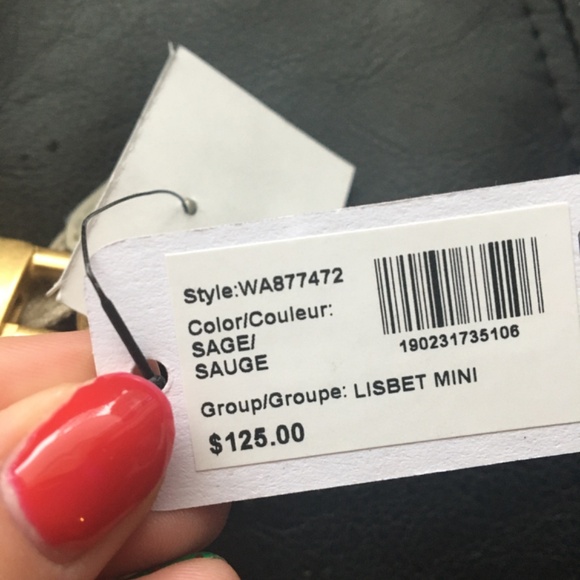 Style:WA877472
Color/Couleur:
SAGE/
SAUGE
190231735106
Group/Groupe: LISBET MINI
$125.00